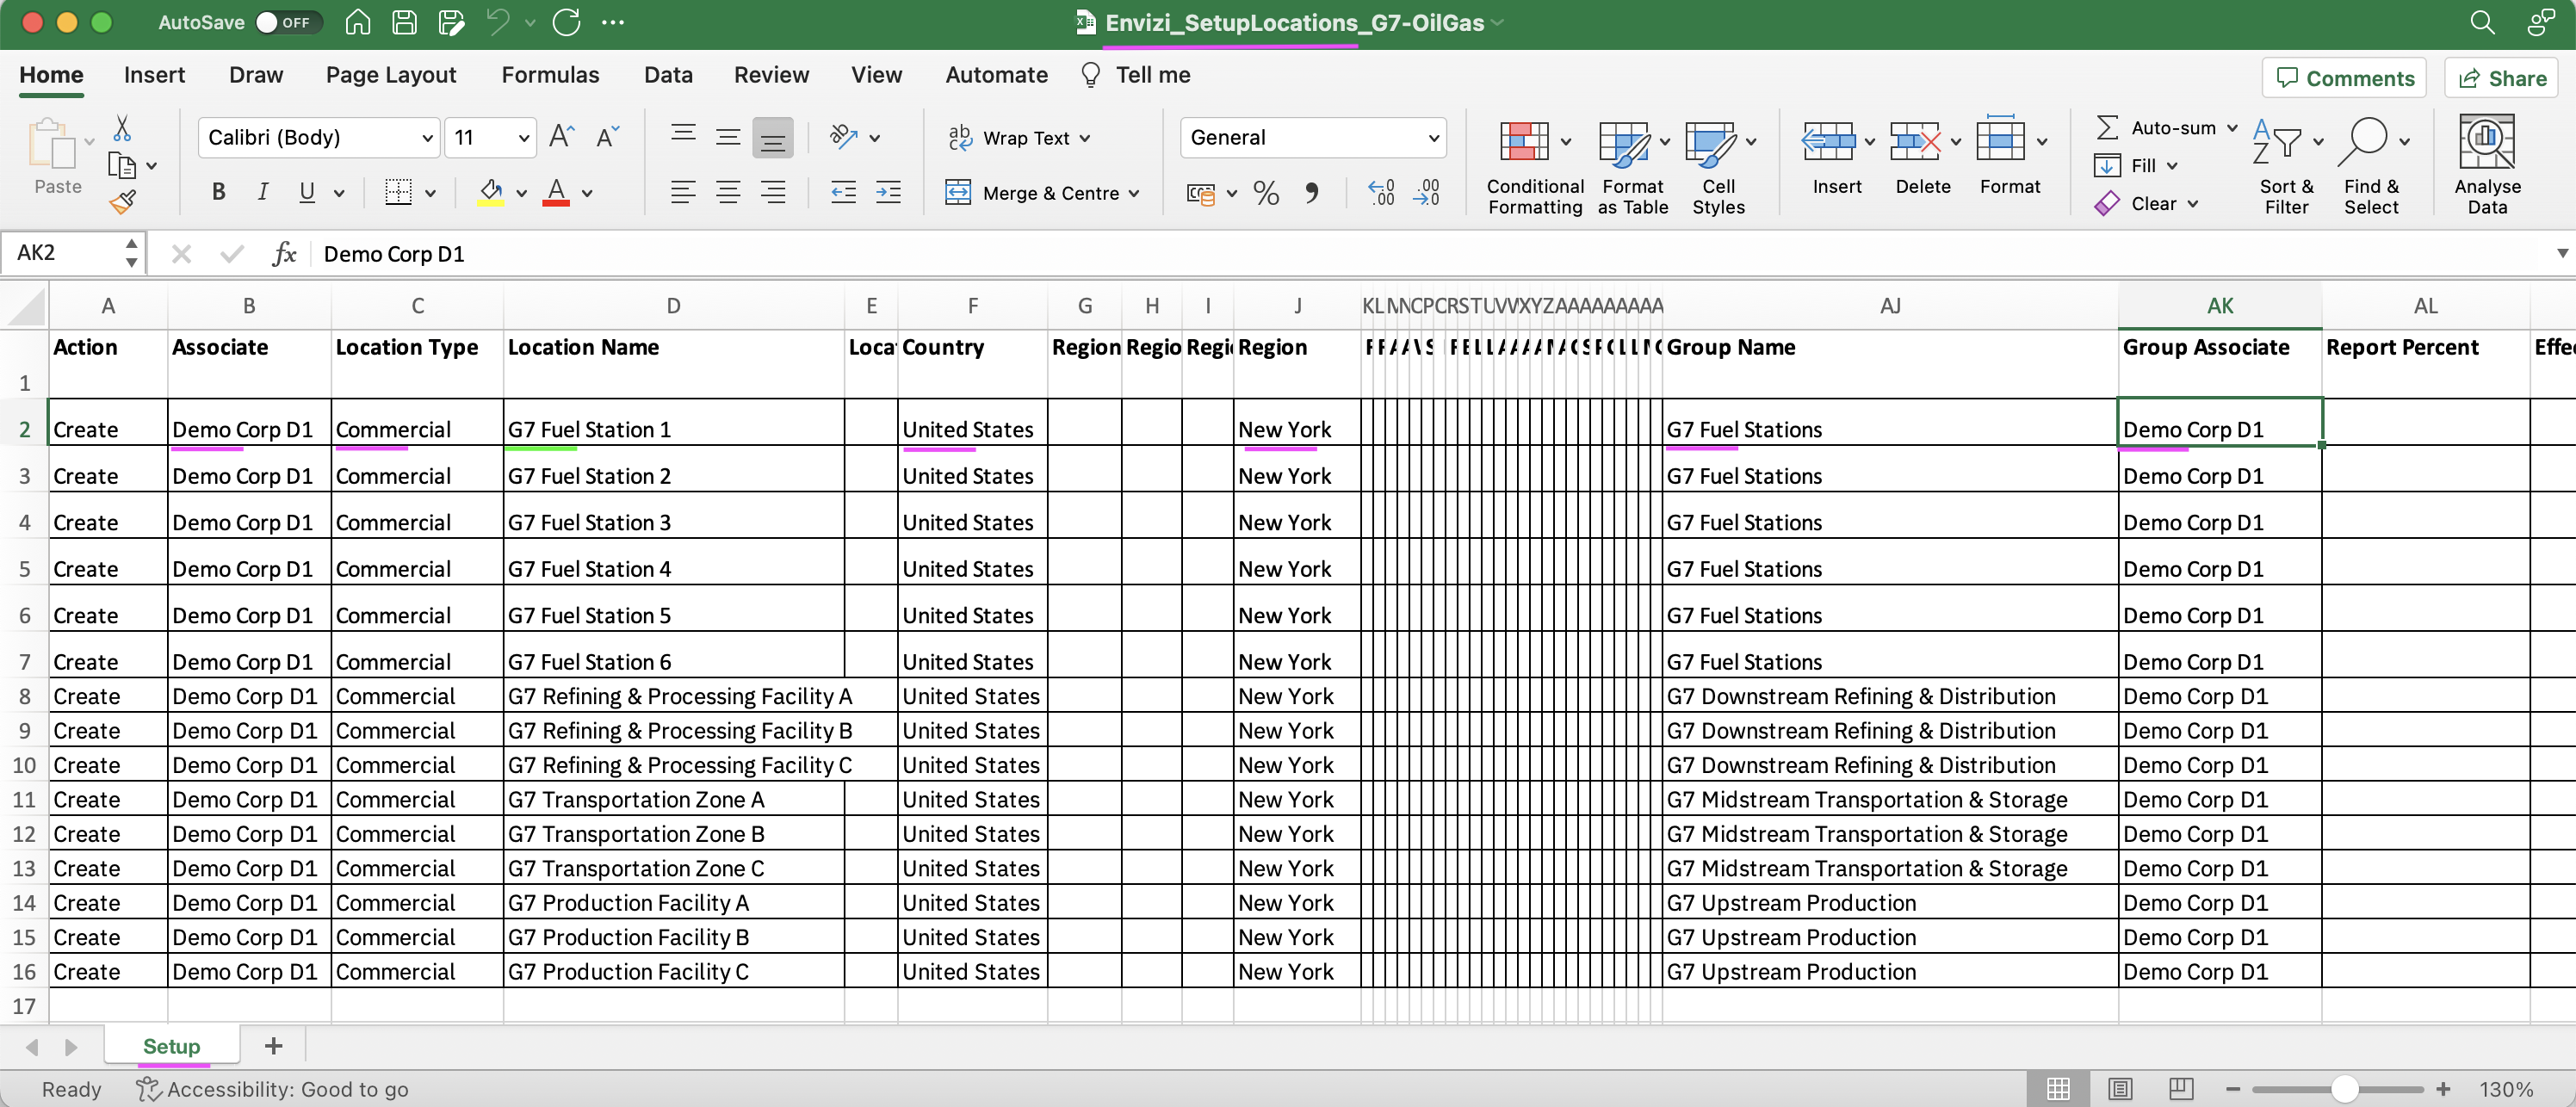 AutoSave OFF Envizi_SetupLocations_G7-OilGas
Home Insert Draw Page Layout Formulas Data Review View Automate Tell me Comments Share
Paste Calibri (Body) 11 Wrap Text General Auto-sum
B I U Merge & Centre % Conditional Formatting Format as Table Cell Styles Insert Delete Format Fill Clear Sort & Filter Find & Select Analyse Data
AK2 fx Demo Corp D1
A B C D E F G H I J AJ AK AL
1 Action Associate Location Type Location Name Country Region Region Group Name Group Associate Report Percent
2 Create Demo Corp D1 Commercial G7 Fuel Station 1 United States New York G7 Fuel Stations Demo Corp D1
3 Create Demo Corp D1 Commercial G7 Fuel Station 2 United States New York G7 Fuel Stations Demo Corp D1
4 Create Demo Corp D1 Commercial G7 Fuel Station 3 United States New York G7 Fuel Stations Demo Corp D1
5 Create Demo Corp D1 Commercial G7 Fuel Station 4 United States New York G7 Fuel Stations Demo Corp D1
6 Create Demo Corp D1 Commercial G7 Fuel Station 5 United States New York G7 Fuel Stations Demo Corp D1
7 Create Demo Corp D1 Commercial G7 Fuel Station 6 United States New York G7 Fuel Stations Demo Corp D1
8 Create Demo Corp D1 Commercial G7 Refining & Processing Facility A United States New York G7 Downstream Refining & Distribution Demo Corp D1
9 Create Demo Corp D1 Commercial G7 Refining & Processing Facility B United States New York G7 Downstream Refining & Distribution Demo Corp D1
10 Create Demo Corp D1 Commercial G7 Refining & Processing Facility C United States New York G7 Downstream Refining & Distribution Demo Corp D1
11 Create Demo Corp D1 Commercial G7 Transportation Zone A United States New York G7 Midstream Transportation & Storage Demo Corp D1
12 Create Demo Corp D1 Commercial G7 Transportation Zone B United States New York G7 Midstream Transportation & Storage Demo Corp D1
13 Create Demo Corp D1 Commercial G7 Transportation Zone C United States New York G7 Midstream Transportation & Storage Demo Corp D1
14 Create Demo Corp D1 Commercial G7 Production Facility A United States New York G7 Upstream Production Demo Corp D1
15 Create Demo Corp D1 Commercial G7 Production Facility B United States New York G7 Upstream Production Demo Corp D1
16 Create Demo Corp D1 Commercial G7 Production Facility C United States New York G7 Upstream Production Demo Corp D1
17
Setup
Ready Accessibility: Good to go 130%